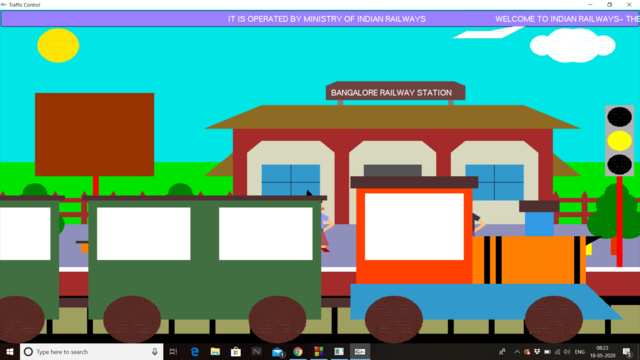 Traffic Control
IT IS OPERATED BY MINISTRY OF INDIAN RAILWAYS
WELCOME TO INDIAN RAILWAYS- THE
BANGALORE RAILWAY STATION
Type here to search
ENG
08:23
18-05-2020